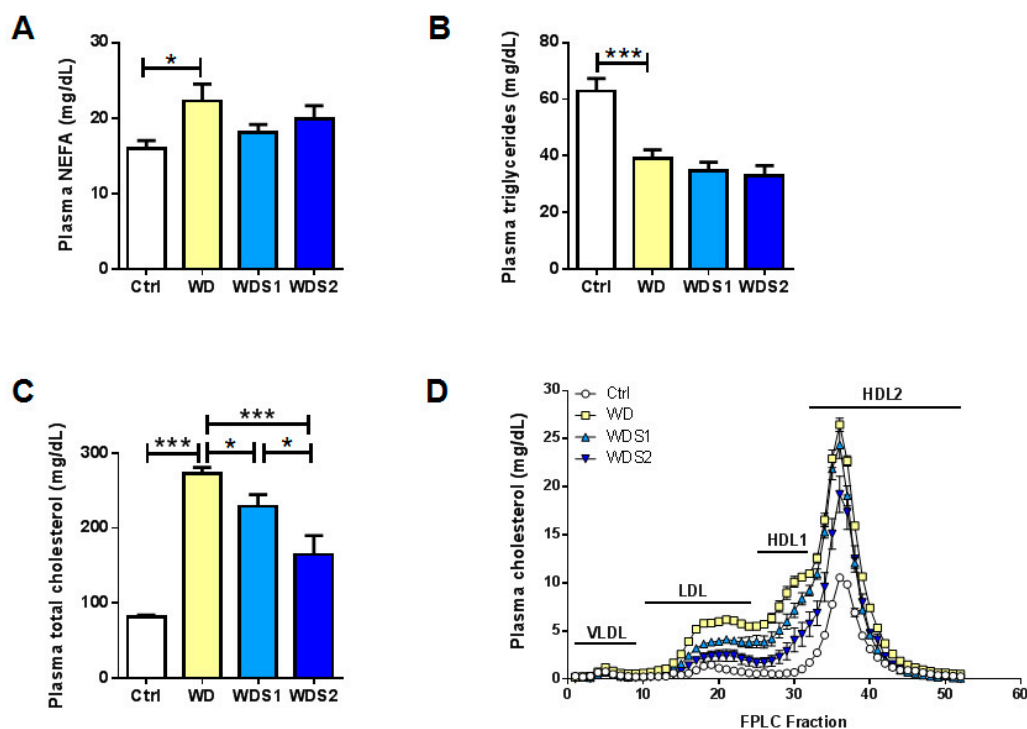 A
Plasma NEFA (mg/dL)
30
20
10
0
*
Ctrl WD WDS1 WDS2
B
Plasma triglycerides (mg/dL)
80
60
40
20
0
***
Ctrl WD WDS1 WDS2
C
Plasma total cholesterol (mg/dL)
300
200
100
0
***
*** * *
Ctrl WD WDS1 WDS2
D
Plasma cholesterol (mg/dL)
30
25
20
15
10
5
0
Ctrl
WD
WDS1
WDS2
HDL2
HDL1
LDL
VLDL
0 10 20 30 40 50 60
FPLC Fraction